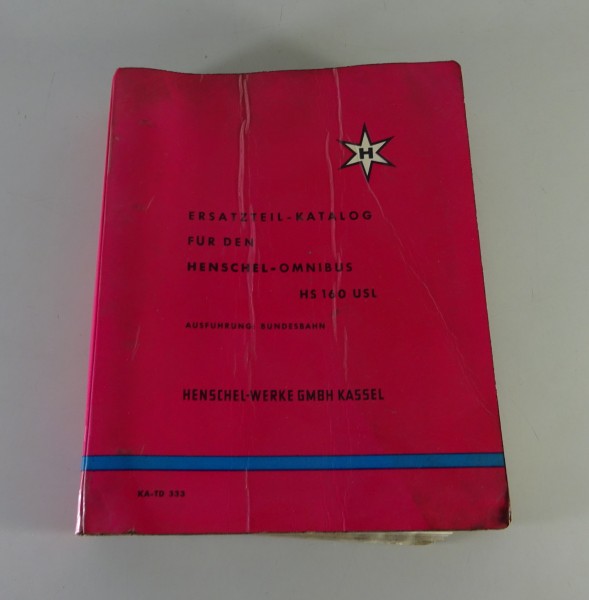 H
ERSATZTEIL-KATALOG
FÜR DEN
HENSCHEL-OMNIBUS
HS 160 USL
AUSFÜHRUNG: BUNDESBAHN
HENSCHEL-WERKE GMBH KASSEL
KA-TD 333